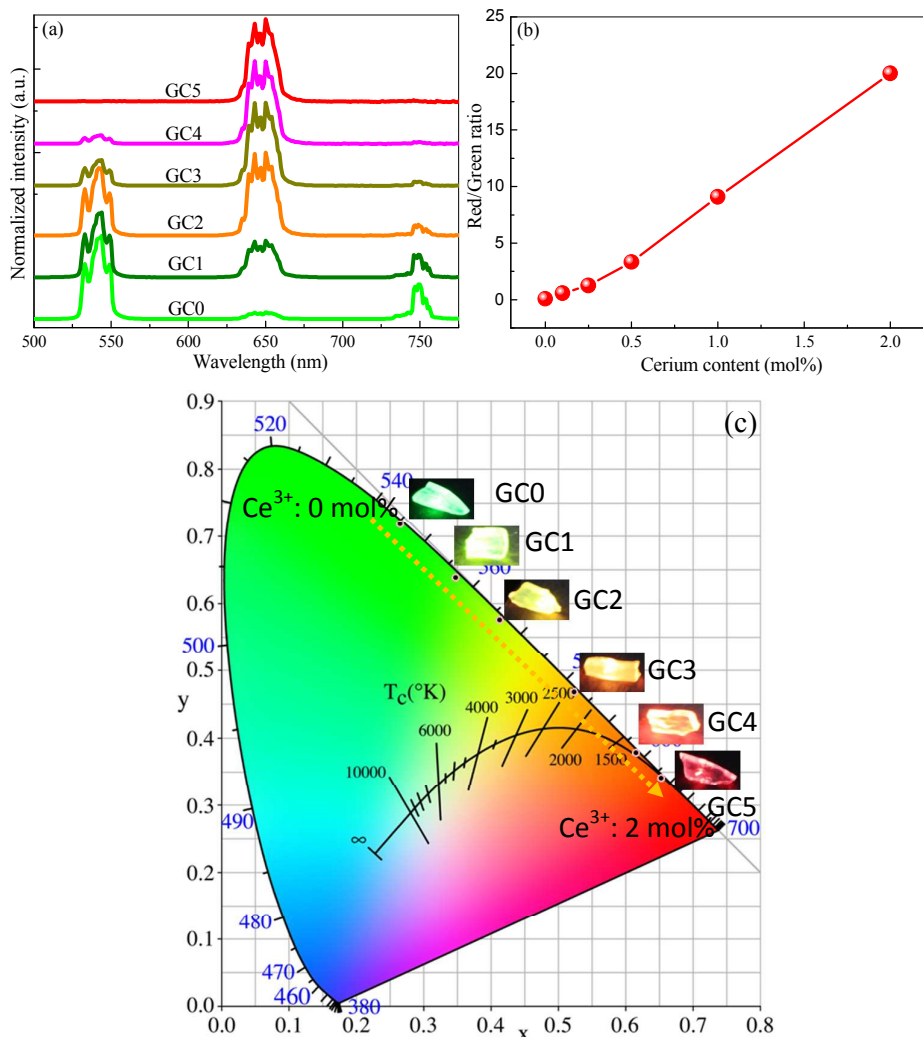 (a)
Normalized intensity (a.u.)
GC5
GC4
GC3
GC2
GC1
GC0
500 550 600 650 700 750
Wavelength (nm)
(b)
Red/Green ratio
25
20
15
10
5
0
0.0 0.5 1.0 1.5 2.0
Cerium content (mol%)
(c)
0.9
0.8
0.7
0.6
0.5
0.4
0.3
0.2
0.1
0.0
y
0.0 0.1 0.2 0.3 0.4 0.5 0.6 0.7 0.8
x
520
540
560
500
490
480
470
460
380
700
Ce³⁺: 0 mol%
GC0
GC1
GC2
GC3
GC4
GC5
Tc(°K)
∞
10000
6000
4000
3000
2500
2000
1500
Ce³⁺: 2 mol%